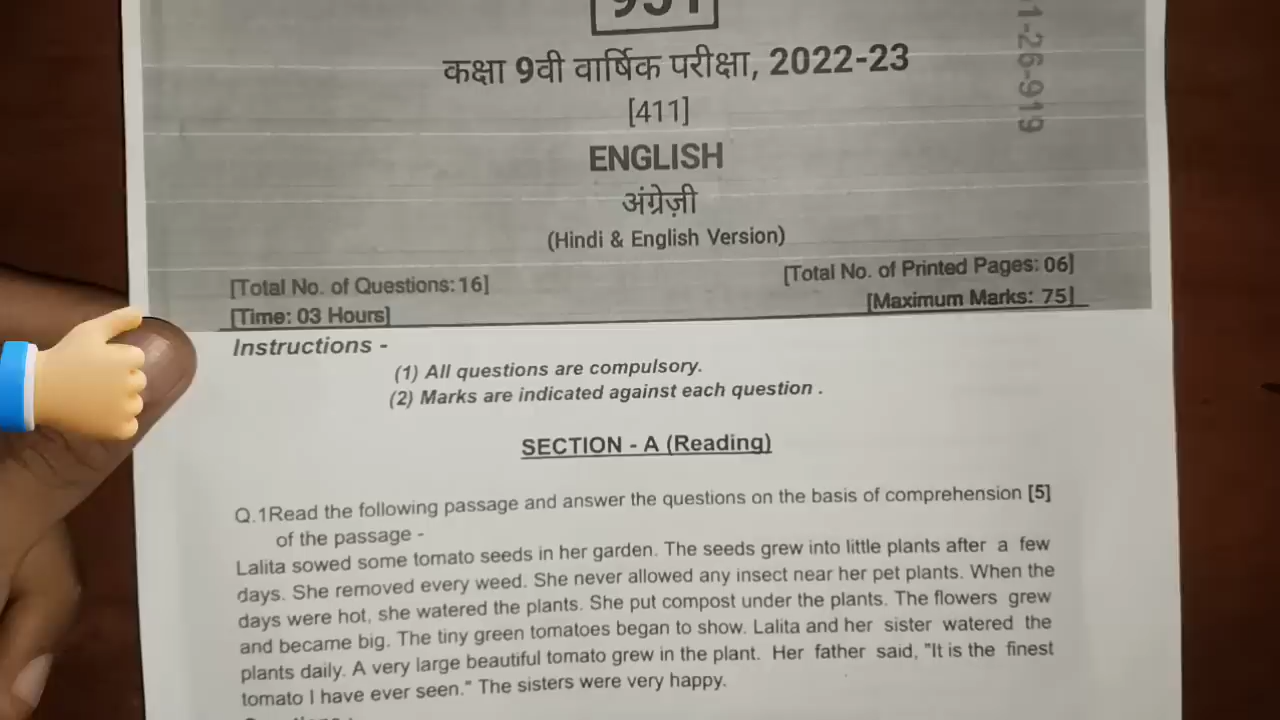 कक्षा 9वी वार्षिक परीक्षा, 2022-23
[411]
ENGLISH
अंग्रेज़ी
(Hindi & English Version)
[Total No. of Questions: 16]
[Total No. of Printed Pages: 06]
[Time: 03 Hours]
[Maximum Marks: 75]
1-26-919
Instructions -
(1) All questions are compulsory.
(2) Marks are indicated against each question .
SECTION - A (Reading)
Q.1Read the following passage and answer the questions on the basis of comprehension [5]
of the passage -
Lalita sowed some tomato seeds in her garden. The seeds grew into little plants after a few
days. She removed every weed. She never allowed any insect near her pet plants. When the
days were hot, she watered the plants. She put compost under the plants. The flowers grew
and became big. The tiny green tomatoes began to show. Lalita and her sister watered the
plants daily. A very large beautiful tomato grew in the plant. Her father said, "It is the finest
tomato I have ever seen." The sisters were very happy.